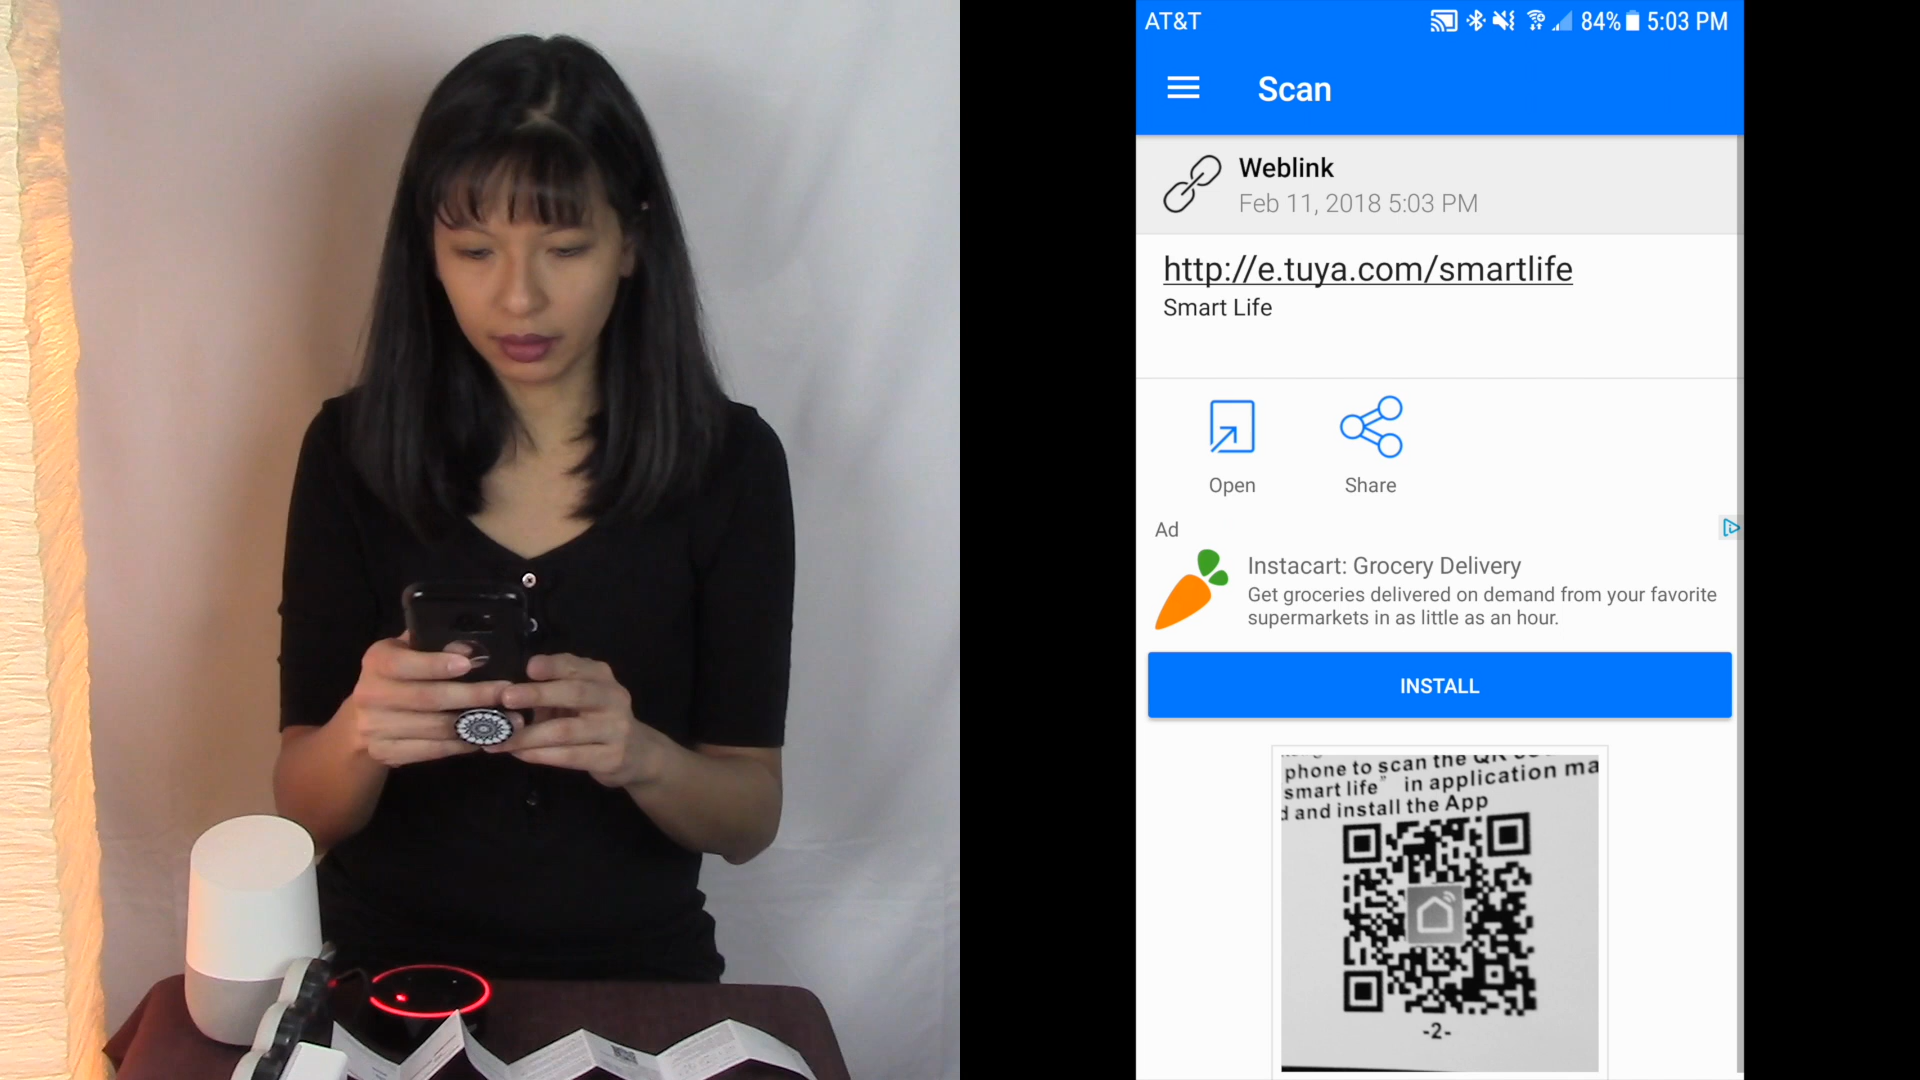 AT&T
84% 5:03 PM
Scan
Weblink
Feb 11, 2018 5:03 PM
http://e.tuya.com/smartlife
Smart Life
Open
Share
Ad
Instacart: Grocery Delivery
Get groceries delivered on demand from your favorite
supermarkets in as little as an hour.
INSTALL
phone to scan the QR
smart life” in application ma
and install the App
-2-